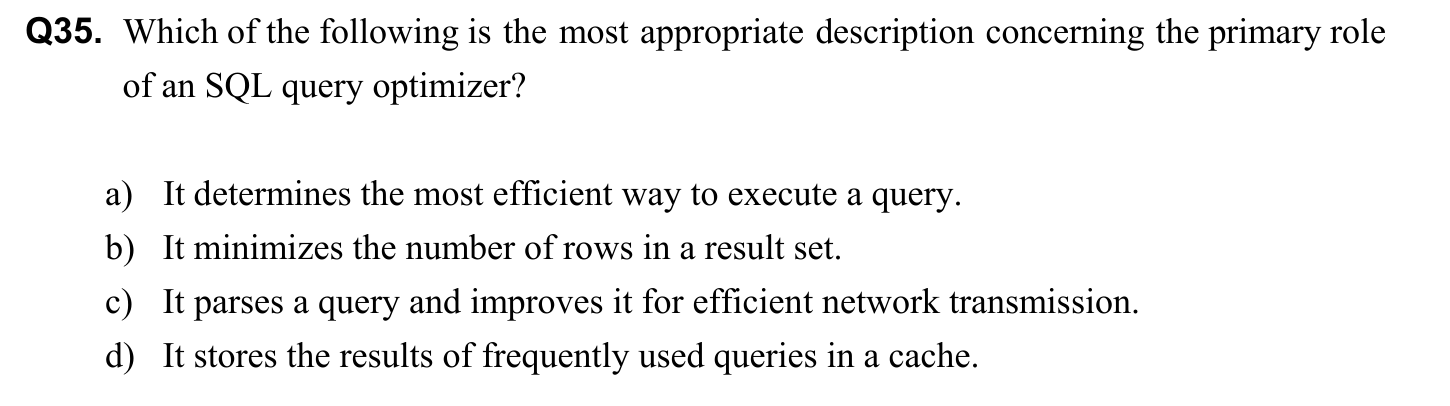 Q35. Which of the following is the most appropriate description concerning the primary role
of an SQL query optimizer?
a) It determines the most efficient way to execute a query.
b) It minimizes the number of rows in a result set.
c) It parses a query and improves it for efficient network transmission.
d) It stores the results of frequently used queries in a cache.